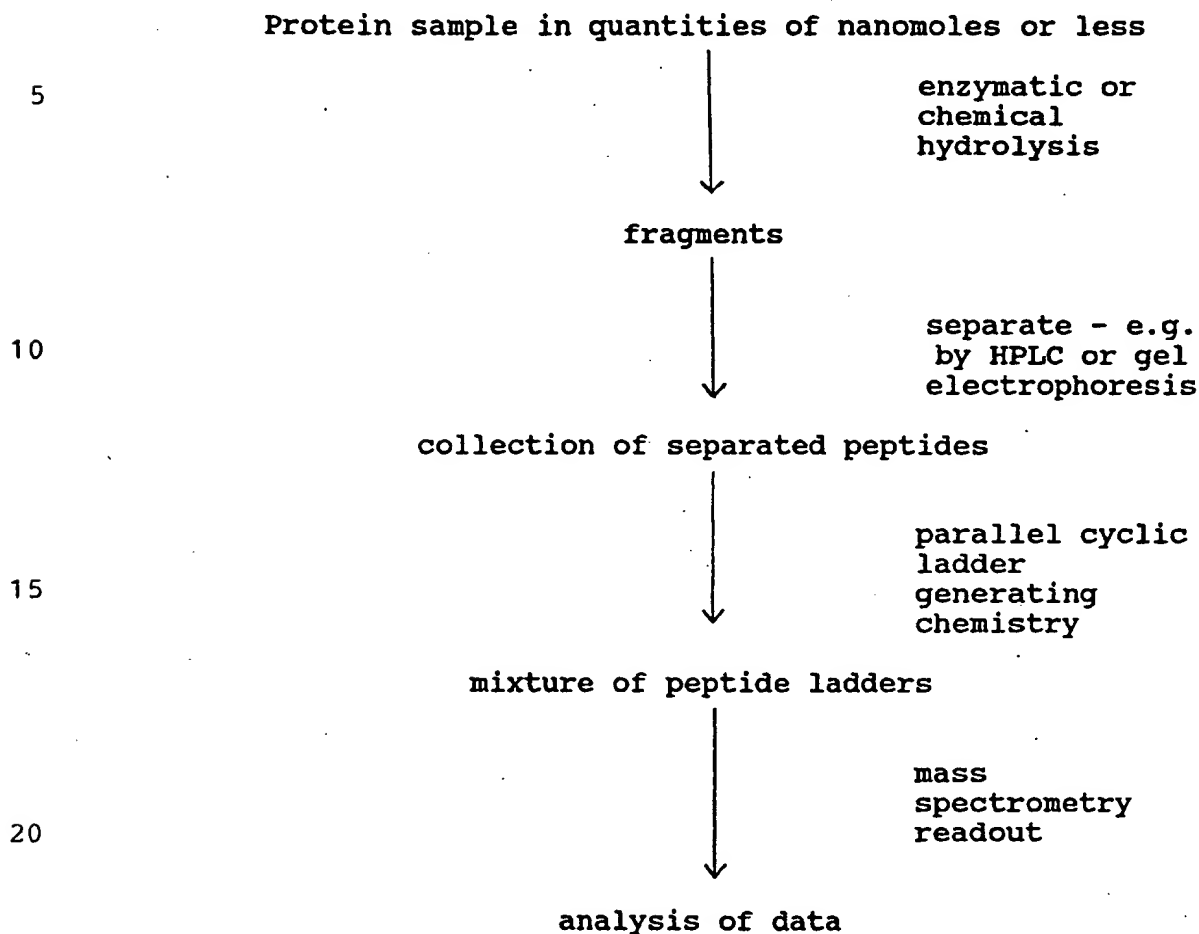 Protein sample in quantities of nanomoles or less
5
enzymatic or
chemical
hydrolysis
fragments
10
separate - e.g.
by HPLC or gel
electrophoresis
collection of separated peptides
15
parallel cyclic
ladder
generating
chemistry
mixture of peptide ladders
20
mass
spectrometry
readout
analysis of data